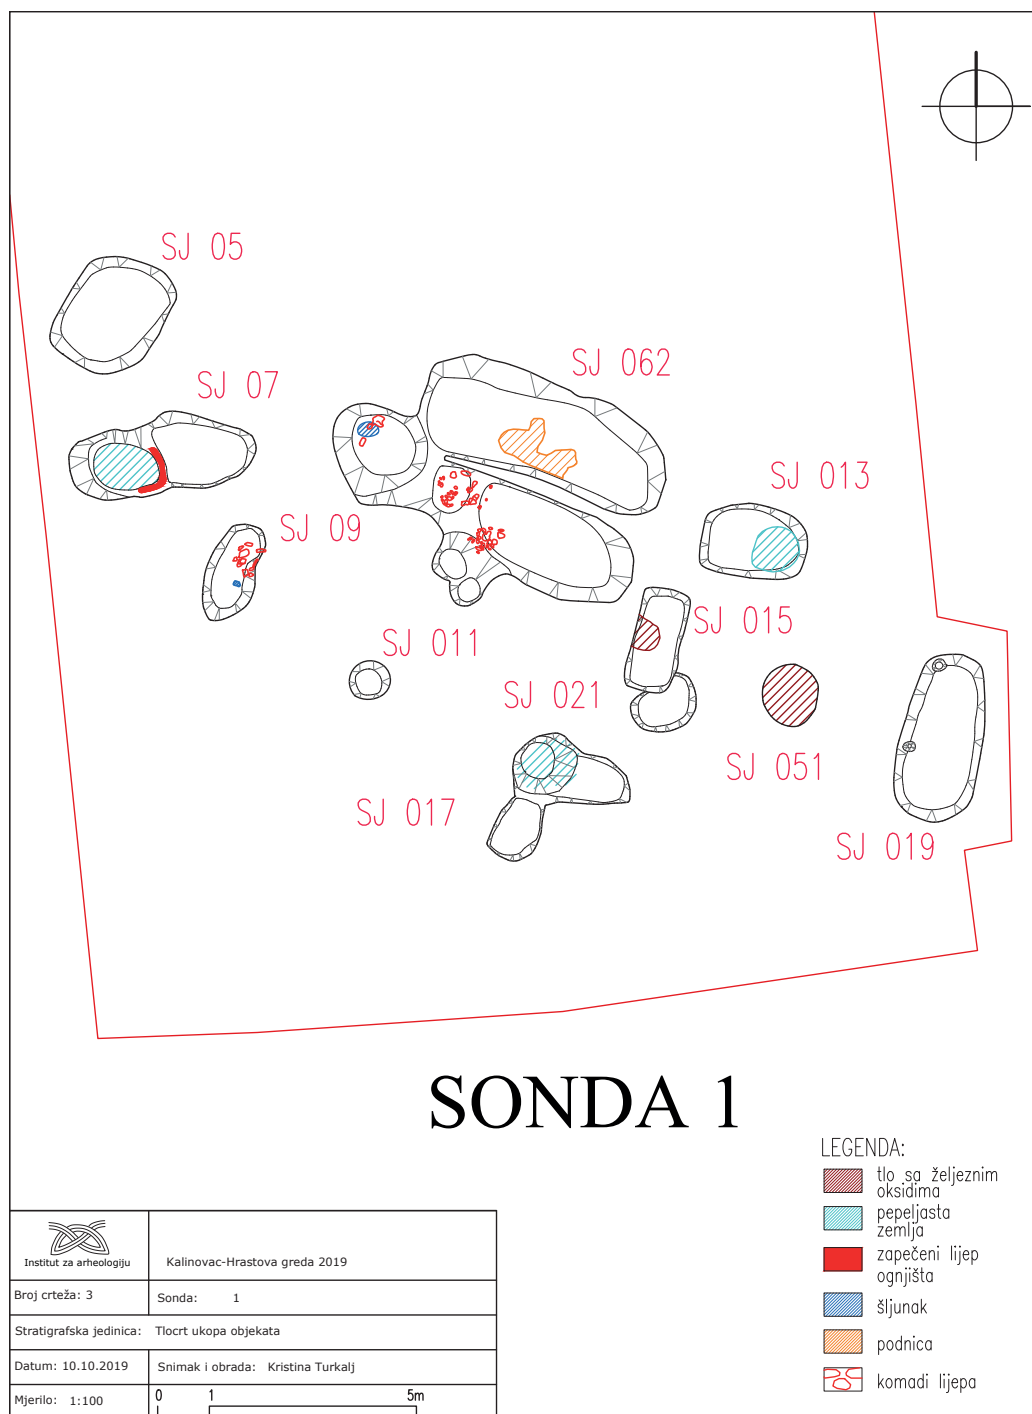 SJ 05
SJ 062
SJ 07
SJ 013
SJ 09
SJ 015
SJ 011
SJ 021
SJ 051
SJ 017
SJ 019
SONDA 1
LEGENDA:
tlo sa željeznim
oksidima
pepeljasta
zemlja
zapečeni lijep
ognjišta
šljunak
podnica
komadi lijepa
Institut za arheologiju
Kalinovac-Hrastova greda 2019
Broj crteža: 3
Sonda: 1
Stratigrafska jedinica: Tlocrt ukopa objekata
Datum: 10.10.2019
Snimak i obrada: Kristina Turkalj
Mjerilo: 1:100
0 1 5m